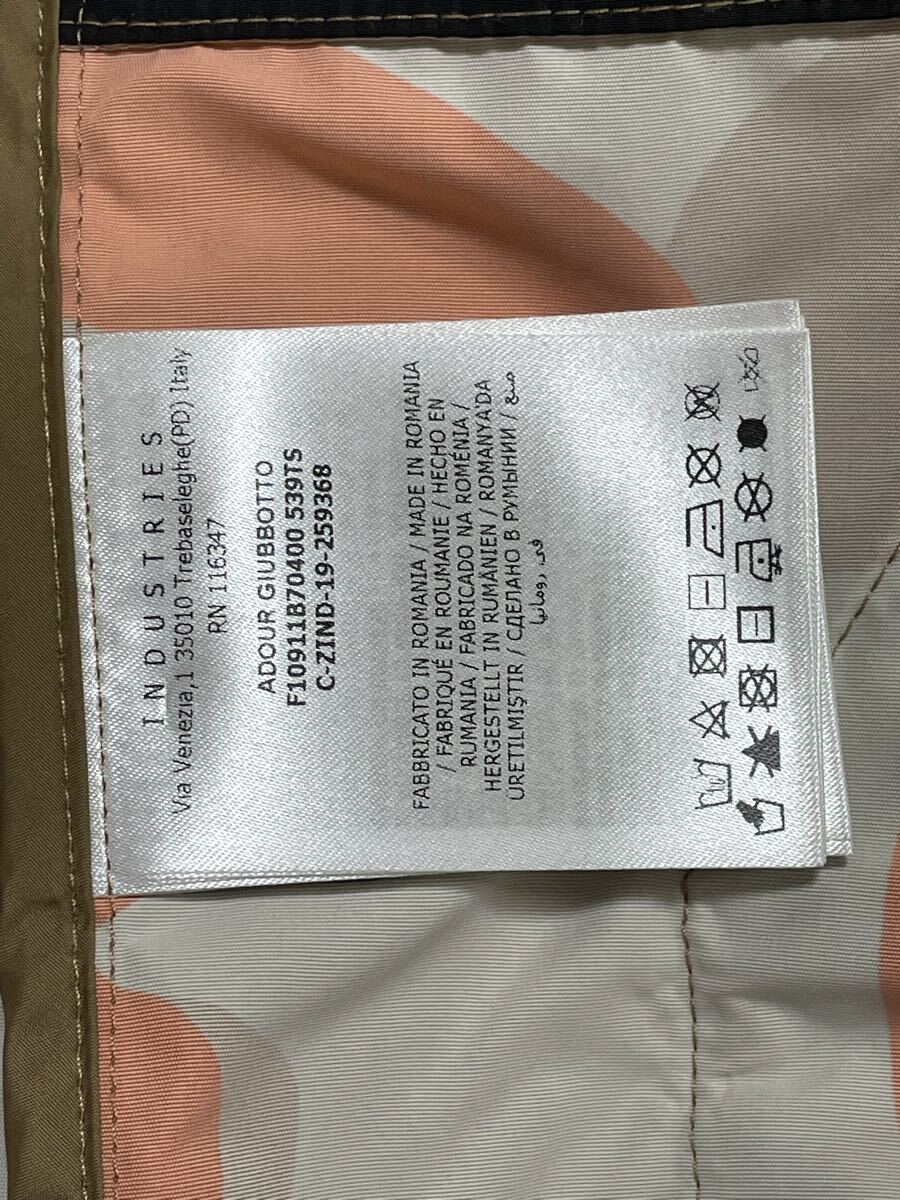 INDUSTRIES
Via Venezia,1 35010 Trebaseleghe(PD) Italy
RN 116347
ADOUR GIUBBOTTO
F10911B70400 539TS
C-ZIND-19-259368
FABBRICATO IN ROMANIA / MADE IN ROMANIA
/ FABRIQUÉ EN ROUMANIE / HECHO EN
RUMANIA / FABRICADO NA ROMÉNIA /
HERGESTELLT IN RUMÄNIEN / ROMANYA'DA
URETILMIŞTIR / СДЕЛАНО В РУМЫНИИ / صنع
في رومانيا